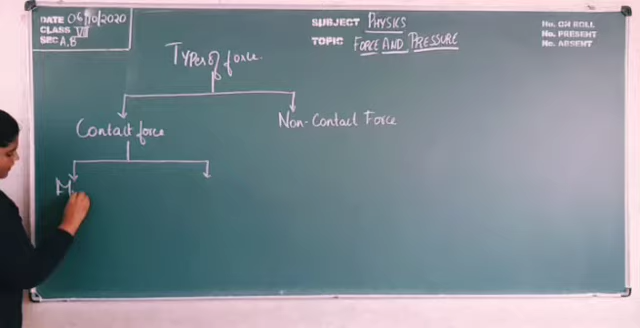 DATE 06/10/2020
CLASS VIII
SEC A,B
SUBJECT PHYSICS
TOPIC FORCE AND PRESSURE
No. ON ROLL
No. PRESENT
No. ABSENT
Types of force.
Contact force
Non-Contact Force
M